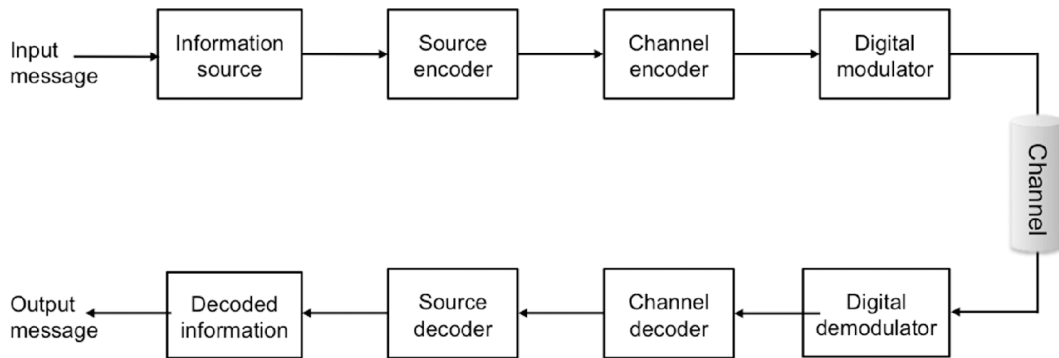 Input
message
Information
source
Source
encoder
Channel
encoder
Digital
modulator
Channel
Output
message
Decoded
information
Source
decoder
Channel
decoder
Digital
demodulator